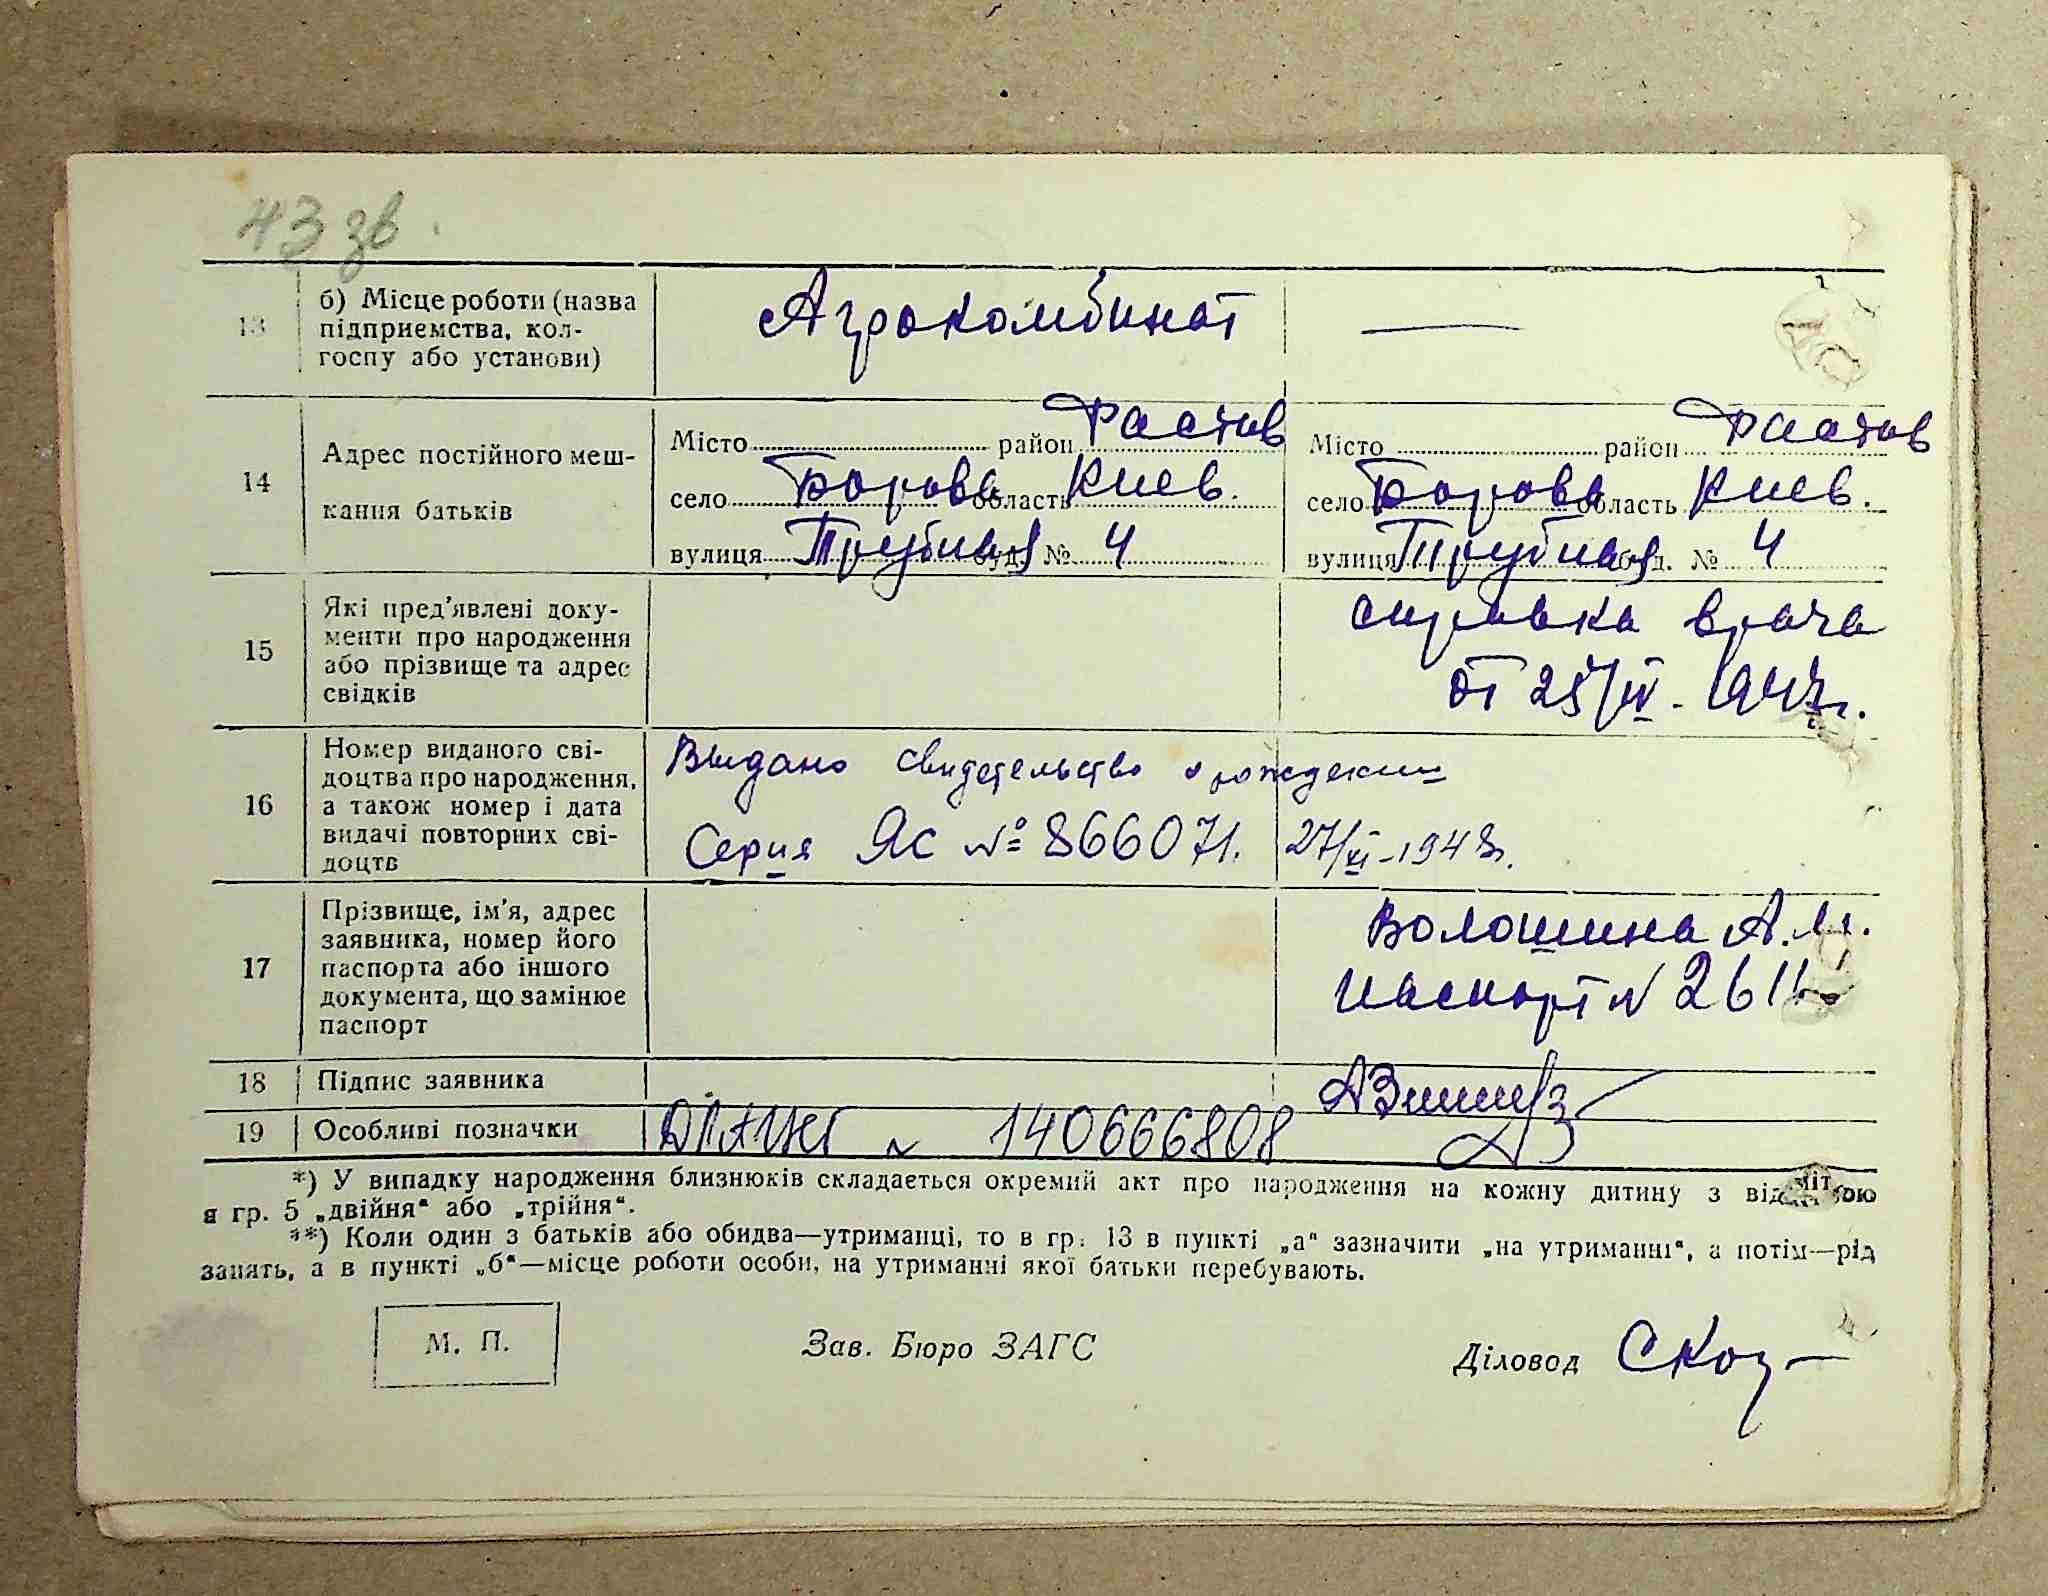 43 зв.
13
б) Місце роботи (назва
підприємства, кол-
госпу або установи)
Агрокомбинат
—
14
Адрес постійного меш-
кання батьків
Місто район Фастов
село Борова область Киев.
вулиця Трубная буд. № 4
Місто район Фастов
село Борова область Киев.
вулиця Трубная буд. № 4
15
Які пред'явлені доку-
менти про народження
або прізвище та адрес
свідків
справка врача
от 25/IV - 1947г.
16
Номер виданого сві-
доцтва про народження,
а також номер і дата
видачі повторних сві-
доцтв
Выдано свидетельство о рождении
Серия ЯС № 866071. 27/XI-1948г.
17
Прізвище, ім'я, адрес
заявника, номер його
паспорта або іншого
документа, що замінює
паспорт
Волошина А.М.
паспорт N 2611
18
Підпис заявника
19
Особливі позначки
N 140666808
*) У випадку народження близнюків складається окремий акт про народження на кожну дитину з відміткою
в гр. 5 „двійня“ або „трійня“.
**) Коли один з батьків або обидва—утриманці, то в гр. 13 в пункті „а“ зазначити „на утриманні“, а потім—рід
занять, а в пункті „б“—місце роботи особи, на утриманні якої батьки перебувають.
М. П.
Зав. Бюро ЗАГС
Діловод